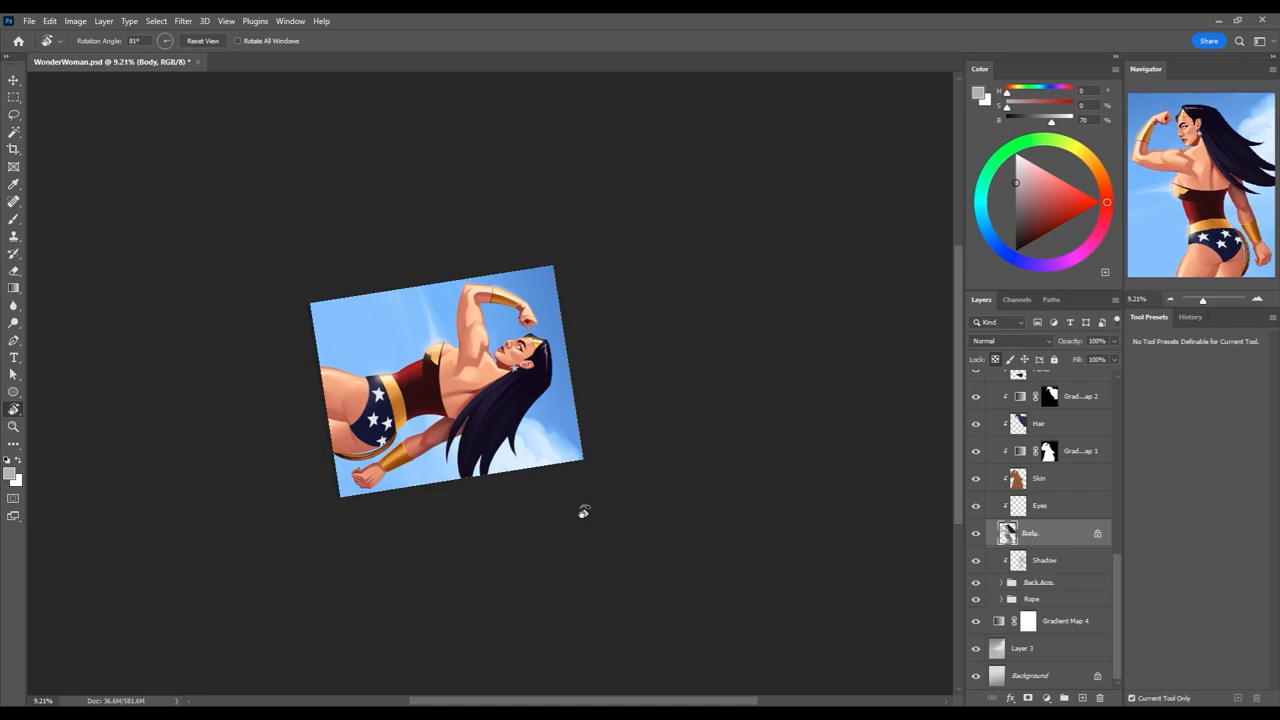 Ps File Edit Image Layer Type Select Filter 3D View Plugins Window Help
Rotation Angle: 81° Reset View Rotate All Windows Share
WonderWoman.psd @ 9.21% (Body, RGB/8) *
Color
H 0 °
S 0 %
B 70 %
Navigator
9.21%
Layers Channels Paths
Kind
Normal Opacity: 100%
Lock: Fill: 100%
Grad...ap 2
Hair
Grad...ap 1
Skin
Eyes
Body
Shadow
Back Arm
Rope
Gradient Map 4
Layer 3
Background
Tool Presets History
No Tool Presets Definable for Current Tool.
Current Tool Only
9.21% Doc: 36.6M/581.6M